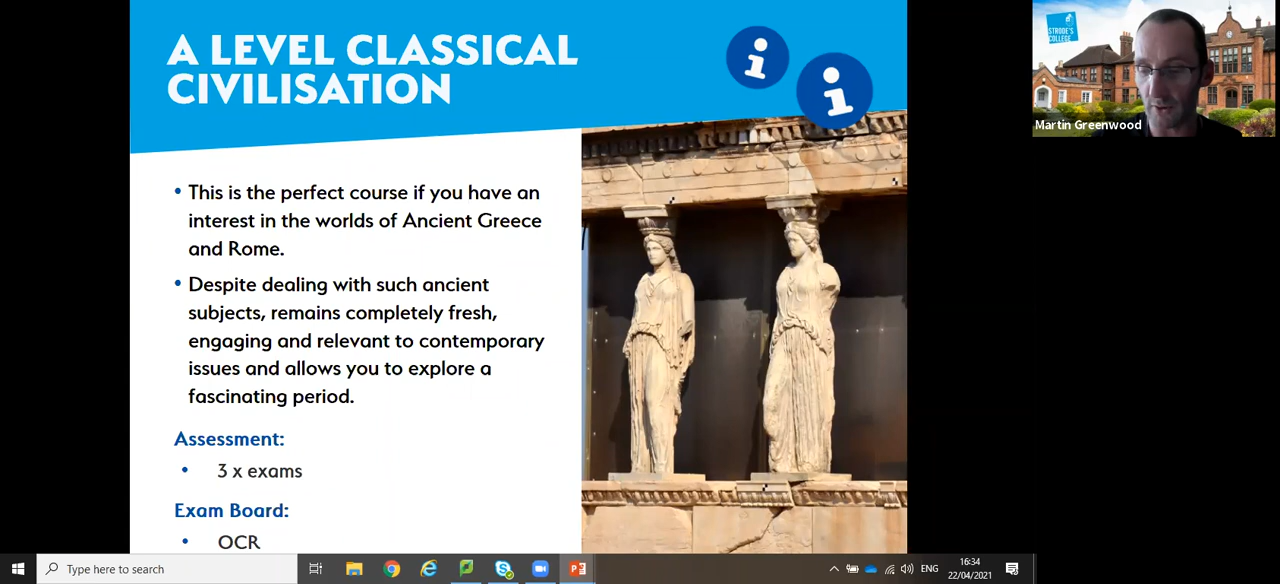 A LEVEL CLASSICAL
CIVILISATION
• This is the perfect course if you have an
interest in the worlds of Ancient Greece
and Rome.
• Despite dealing with such ancient
subjects, remains completely fresh,
engaging and relevant to contemporary
issues and allows you to explore a
fascinating period.
Assessment:
• 3 x exams
Exam Board:
• OCR
STRODE'S
COLLEGE
Martin Greenwood
Type here to search
ENG
16:34
22/04/2021